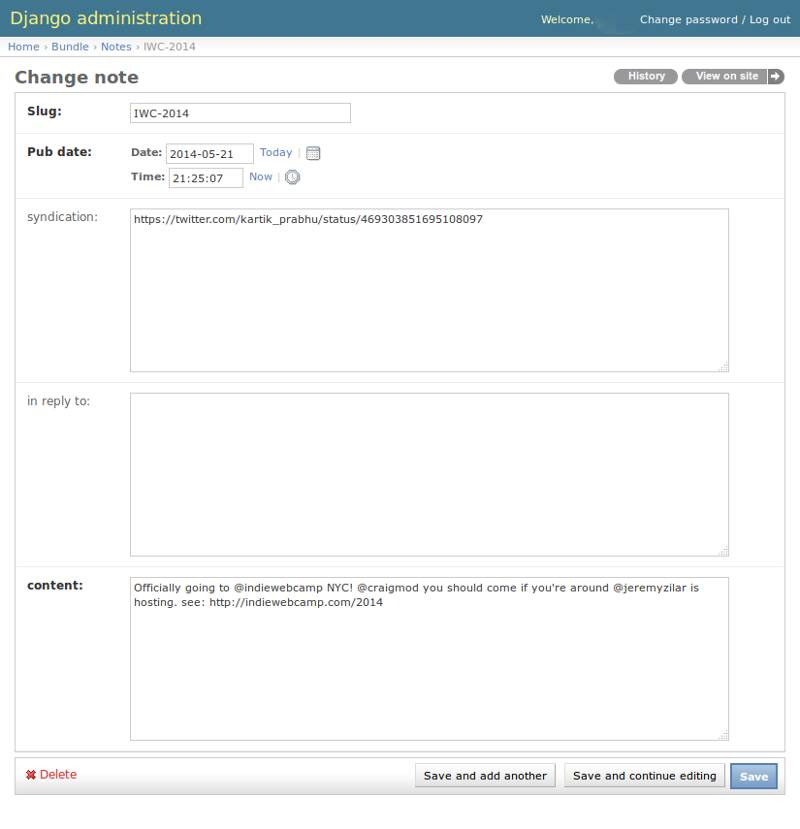 Django administration
Welcome,
Change password / Log out
Home › Bundle › Notes › IWC-2014
Change note
History
View on site
Slug:
IWC-2014
Pub date:
Date: 2014-05-21 Today |
Time: 21:25:07 Now |
syndication:
https://twitter.com/kartik_prabhu/status/469303851695108097
in reply to:
content:
Officially going to @indiewebcamp NYC! @craigmod you should come if you're around @jeremyzilar is
hosting. see: http://indiewebcamp.com/2014
Delete
Save and add another
Save and continue editing
Save